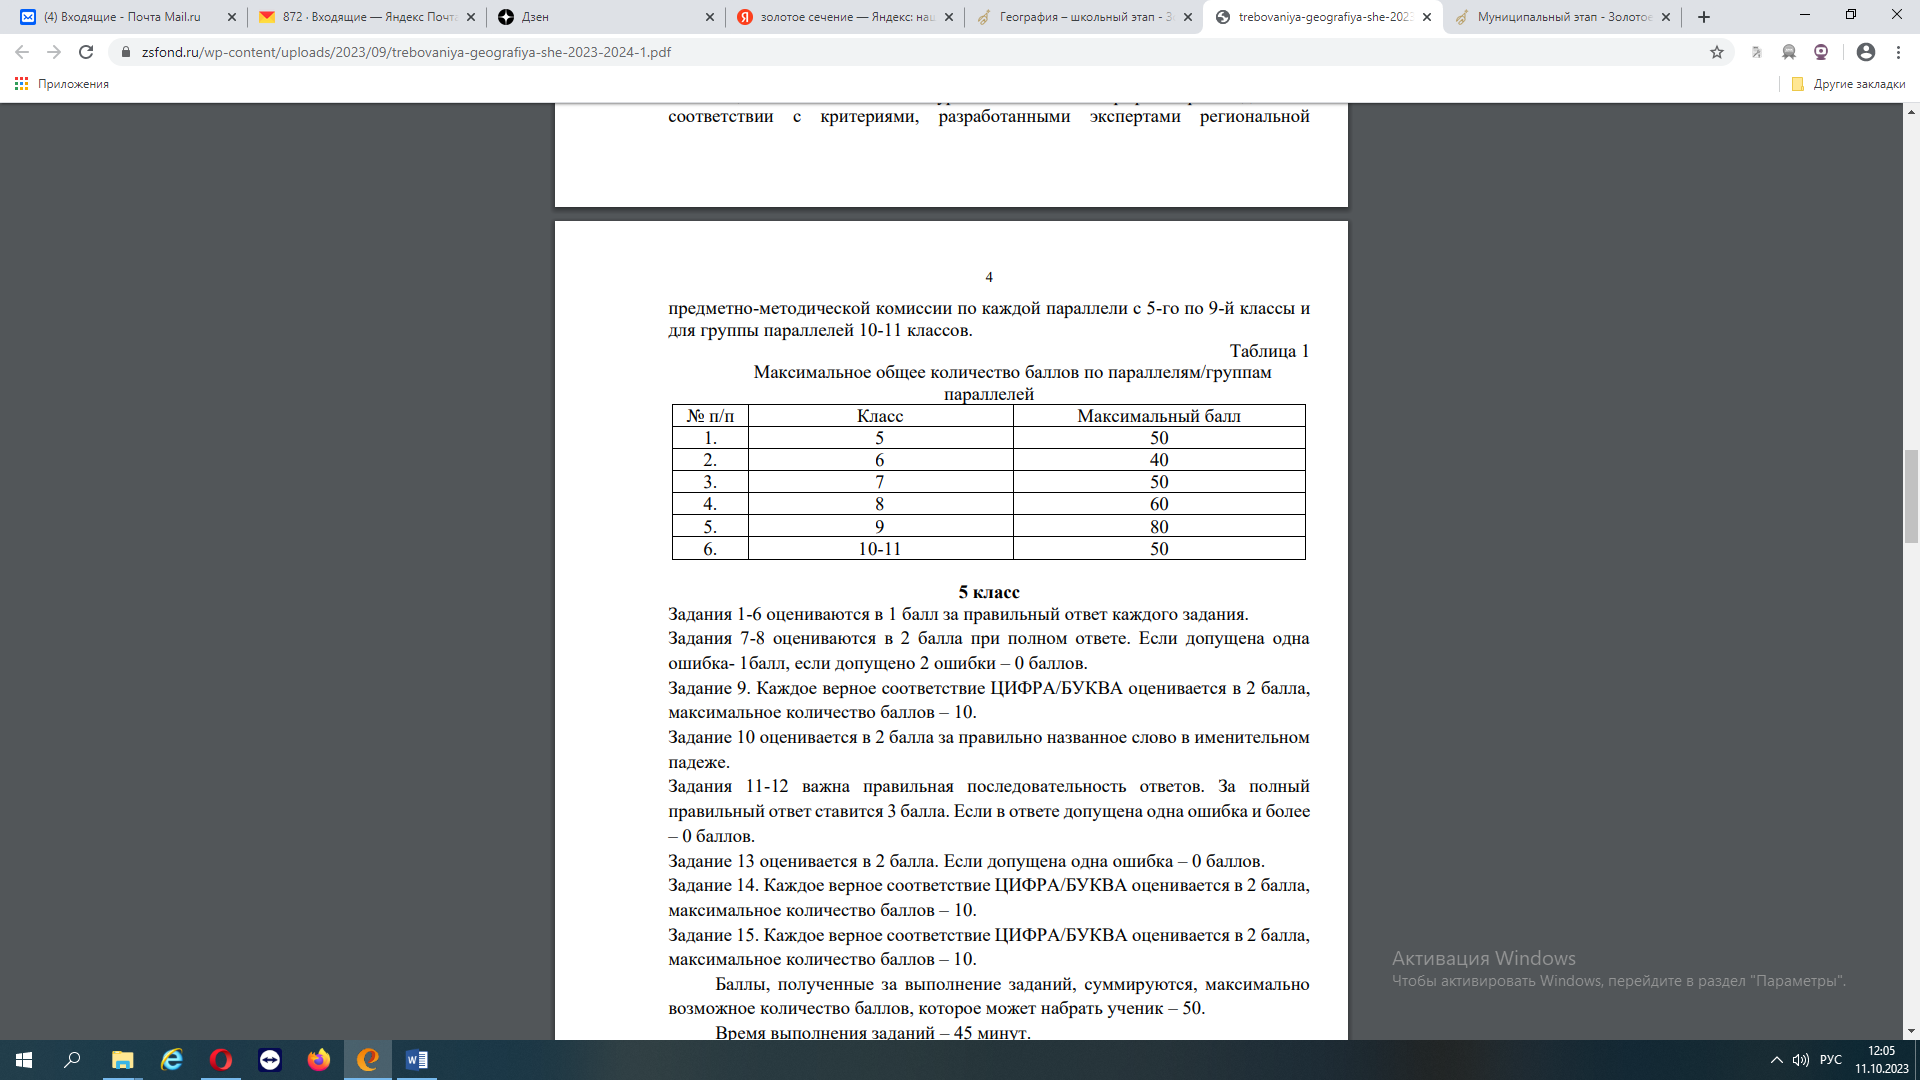 (4) Входящие - Почта Mail.ru
872 · Входящие — Яндекс Почта
Дзен
золотое сечение — Яндекс: наш
География – школьный этап - З
trebovaniya-geografiya-she-2023
Муниципальный этап - Золотое
zsfond.ru/wp-content/uploads/2023/09/trebovaniya-geografiya-she-2023-2024-1.pdf
Приложения
Другие закладки
соответствии с критериями, разработанными экспертами региональной
4
предметно-методической комиссии по каждой параллели с 5-го по 9-й классы и
для группы параллелей 10-11 классов.
Таблица 1
Максимальное общее количество баллов по параллелям/группам
параллелей
№ п/п Класс Максимальный балл
1. 5 50
2. 6 40
3. 7 50
4. 8 60
5. 9 80
6. 10-11 50
5 класс
Задания 1-6 оцениваются в 1 балл за правильный ответ каждого задания.
Задания 7-8 оцениваются в 2 балла при полном ответе. Если допущена одна
ошибка- 1балл, если допущено 2 ошибки – 0 баллов.
Задание 9. Каждое верное соответствие ЦИФРА/БУКВА оценивается в 2 балла,
максимальное количество баллов – 10.
Задание 10 оценивается в 2 балла за правильно названное слово в именительном
падеже.
Задания 11-12 важна правильная последовательность ответов. За полный
правильный ответ ставится 3 балла. Если в ответе допущена одна ошибка и более
– 0 баллов.
Задание 13 оценивается в 2 балла. Если допущена одна ошибка – 0 баллов.
Задание 14. Каждое верное соответствие ЦИФРА/БУКВА оценивается в 2 балла,
максимальное количество баллов – 10.
Задание 15. Каждое верное соответствие ЦИФРА/БУКВА оценивается в 2 балла,
максимальное количество баллов – 10.
Баллы, полученные за выполнение заданий, суммируются, максимально
возможное количество баллов, которое может набрать ученик – 50.
Время выполнения заданий – 45 минут.
Активация Windows
Чтобы активировать Windows, перейдите в раздел "Параметры".
РУС
12:05
11.10.2023